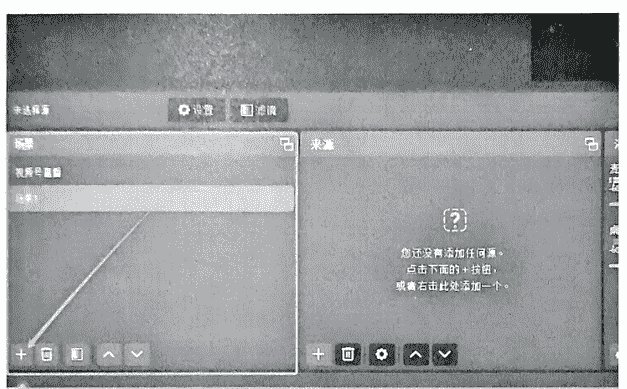 未选择源
设置
滤镜
场景
来源
视频号直播
场景1
您还没有添加任何源。
点击下面的 + 按钮，
或者右击此处添加一个。